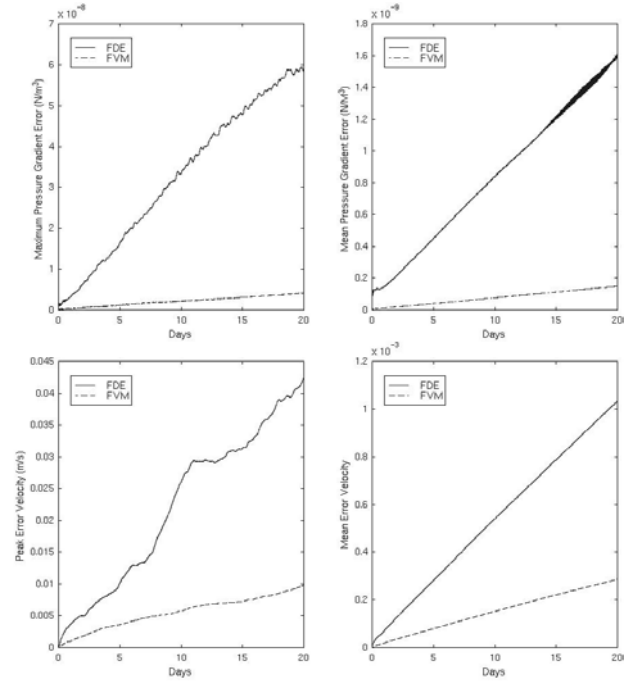 x 10⁻⁸
7
6
5
4
3
2
1
0
0 5 10 15 20
Maximum Pressure Gradient Error (N/m³)
Days
FDE
FVM
x 10⁻⁹
1.8
1.6
1.4
1.2
1
0.8
0.6
0.4
0.2
0
0 5 10 15 20
Mean Pressure Gradient Error (N/M³)
Days
FDE
FVM
0.045
0.04
0.035
0.03
0.025
0.02
0.015
0.01
0.005
0
0 5 10 15 20
Peak Error Velocity (m/s)
Days
FDE
FVM
x 10⁻³
1.2
1
0.8
0.6
0.4
0.2
0
0 5 10 15 20
Mean Error Velocity
Days
FDE
FVM